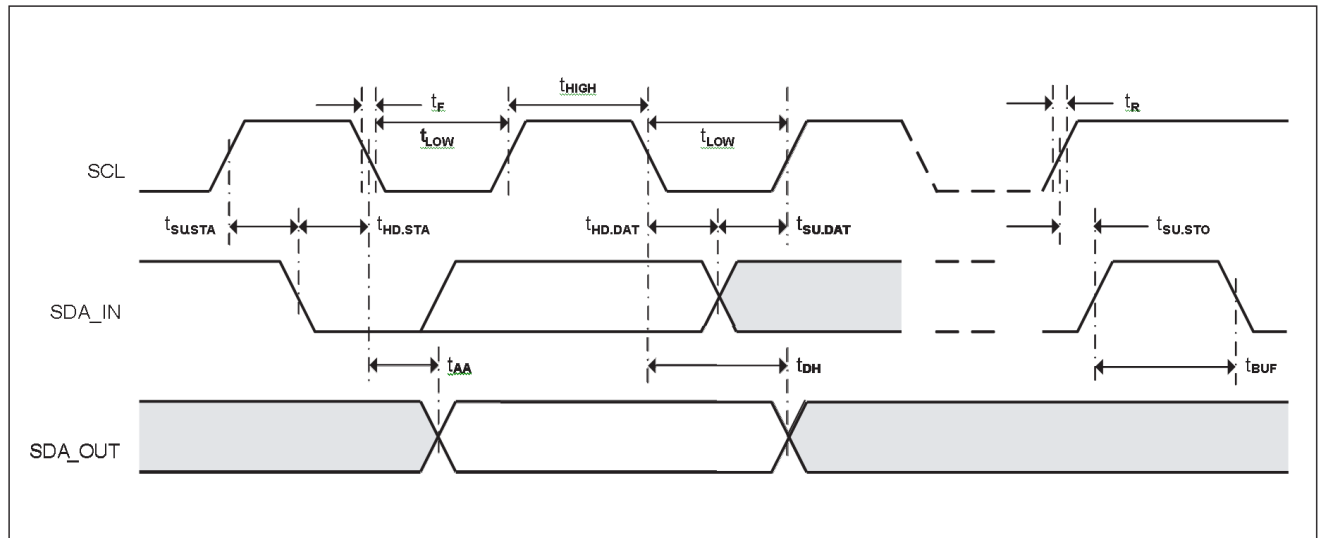 tHIGH
tF
tR
tLOW
tLOW
SCL
tSU.STA
tHD.STA
tHD.DAT
tSU.DAT
tSU.STO
SDA_IN
tAA
tDH
tBUF
SDA_OUT